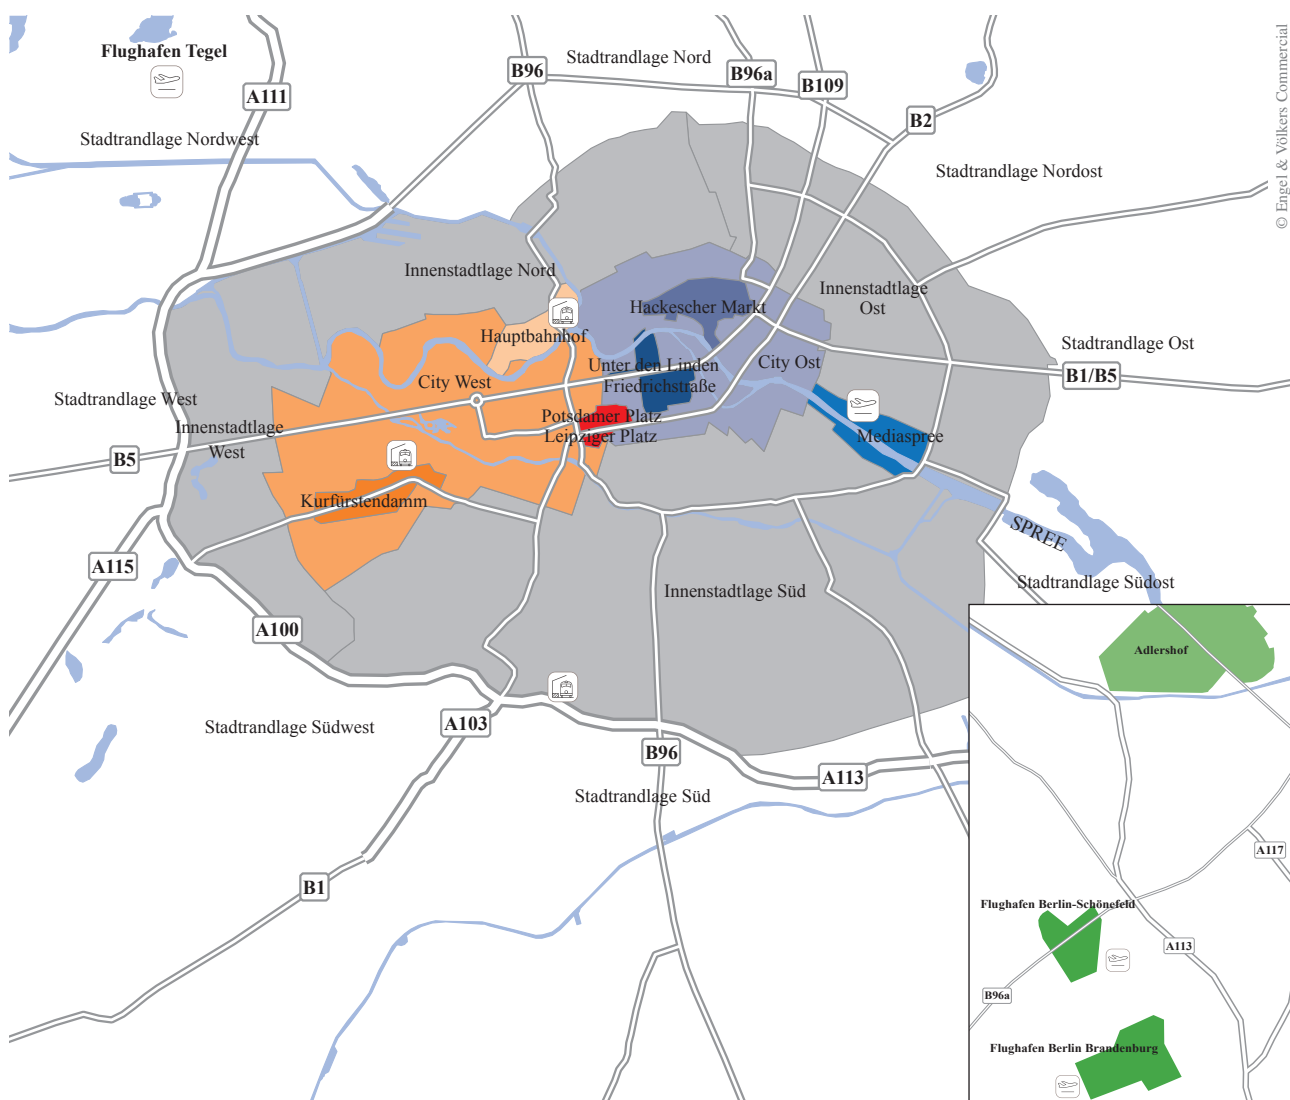 Flughafen Tegel
A111
Stadtrandlage Nordwest
B96
Stadtrandlage Nord
B96a
B109
B2
Stadtrandlage Nordost
© Engel & Völkers Commercial
Innenstadtlage Nord
Hackescher Markt
Innenstadtlage
Ost
Hauptbahnhof
Stadtrandlage Ost
B1/B5
City West
Unter den Linden
Friedrichstraße
City Ost
Stadtrandlage West
Innenstadtlage
West
Potsdamer Platz
Leipziger Platz
Mediaspree
B5
Kurfürstendamm
SPREE
A115
Innenstadtlage Süd
Stadtrandlage Südost
A100
Stadtrandlage Südwest
A103
B96
A113
Stadtrandlage Süd
B1
Adlershof
A117
Flughafen Berlin-Schönefeld
A113
B96a
Flughafen Berlin Brandenburg